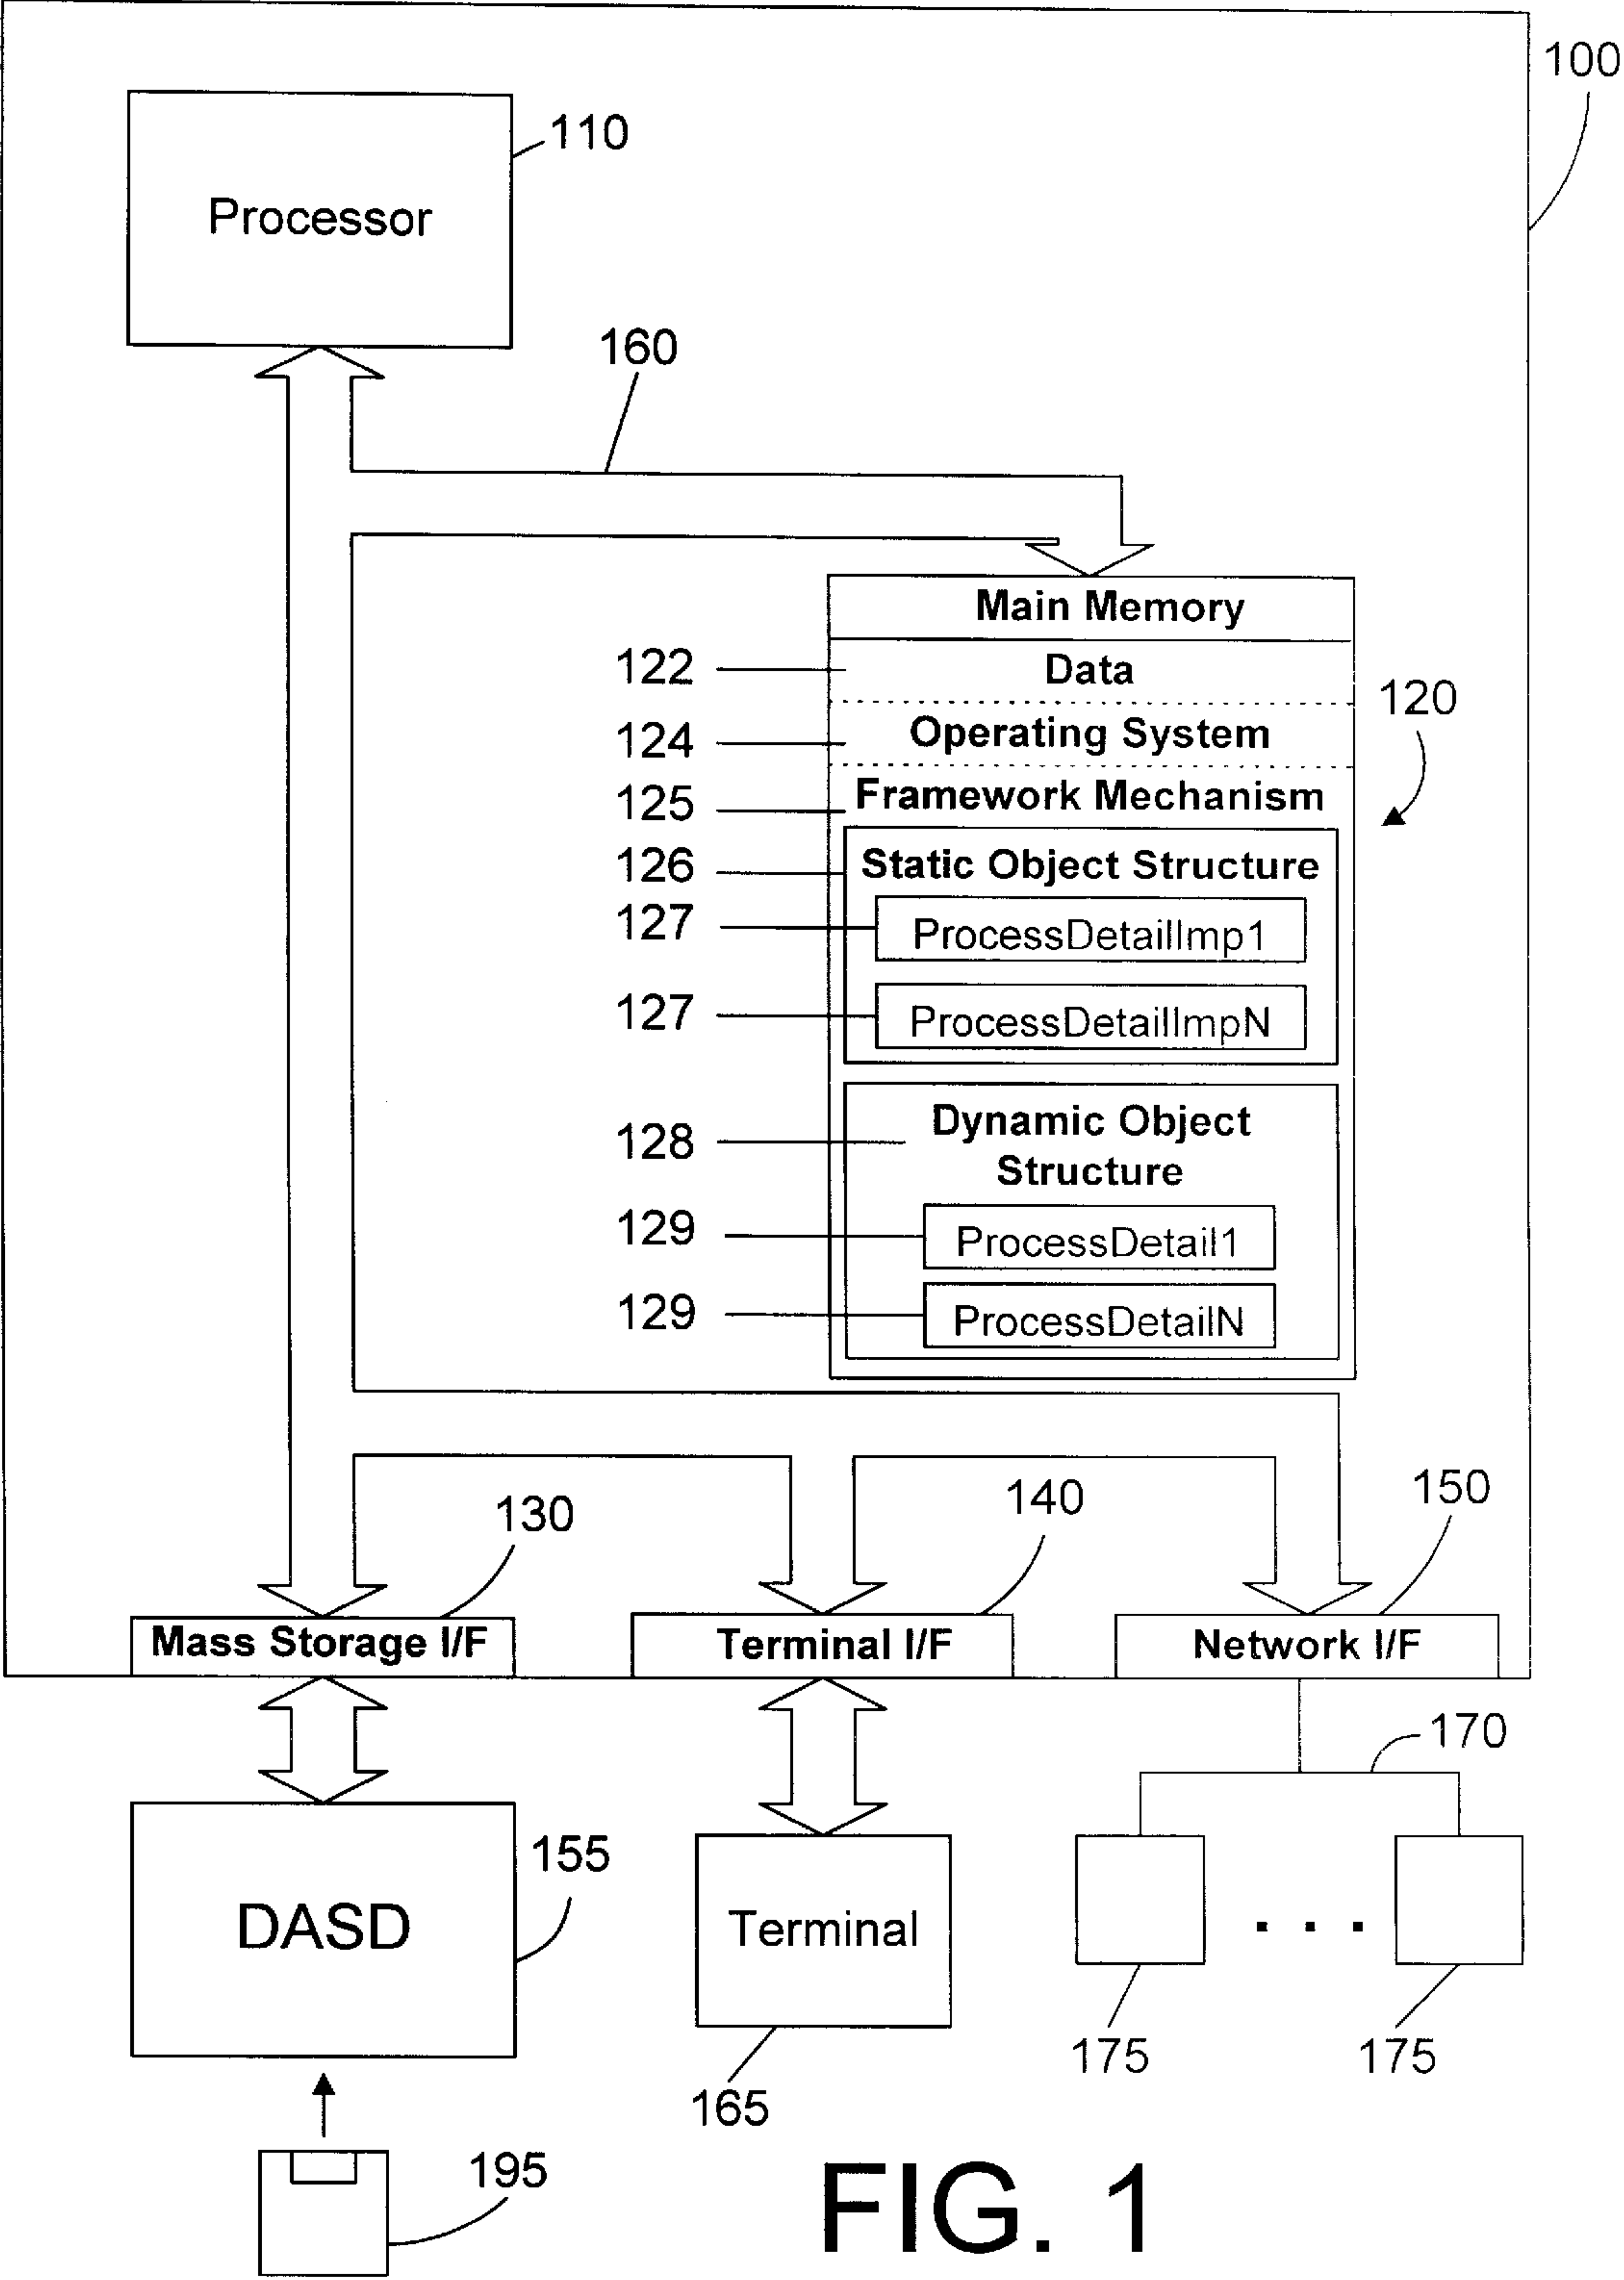 100
110
Processor
160
Main Memory
122
Data
120
124
Operating System
125
Framework Mechanism
126
Static Object Structure
127
ProcessDetailImp1
127
ProcessDetailImpN
128
Dynamic Object
Structure
129
ProcessDetail1
129
ProcessDetailN
130
140
150
Mass Storage I/F
Terminal I/F
Network I/F
170
155
DASD
Terminal
. . .
175
175
165
195
FIG. 1